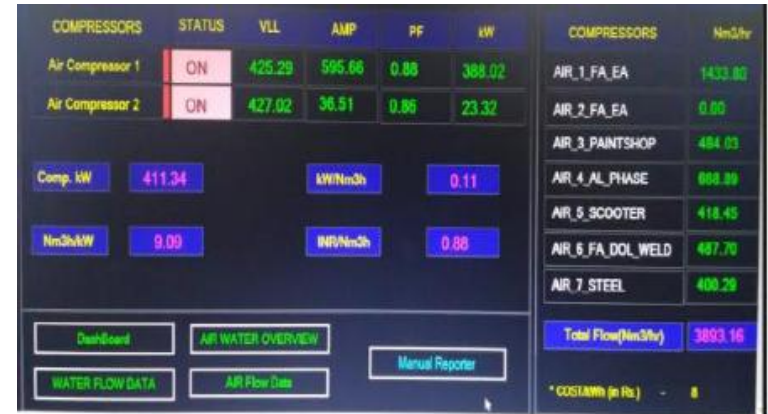 COMPRESSORS STATUS VLL AMP PF kW
Air Compressor 1 ON 425.29 595.66 0.88 388.02
Air Compressor 2 ON 427.02 36.51 0.86 23.32
Comp. kW 411.34 kW/Nm3h 0.11
Nm3h/kW 9.09 INR/Nm3h 0.88
DashBoard AIR WATER OVERVIEW
Manual Reporter
WATER FLOW DATA AIR Flow Data
COMPRESSORS Nm3/hr
AIR_1_FA_EA 1433.80
AIR_2_FA_EA 0.00
AIR_3_PAINTSHOP 484.03
AIR_4_AL_PHASE 668.89
AIR_5_SCOOTER 418.45
AIR_6_FA_DOL_WELD 487.70
AIR_7_STEEL 400.29
Total Flow(Nm3/hr) 3893.16
* COST/kWh (in Rs.) - 8